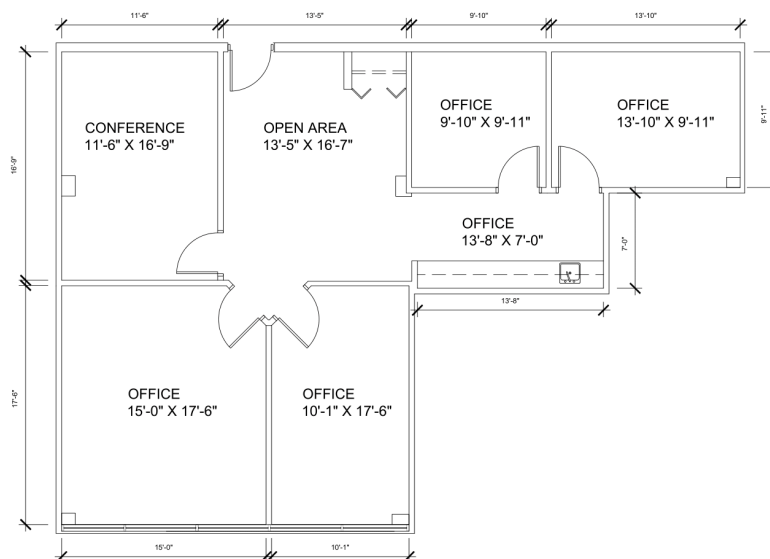 11'-6"
13'-5"
9'-10"
13'-10"
CONFERENCE
11'-6" X 16'-9"
OPEN AREA
13'-5" X 16'-7"
OFFICE
9'-10" X 9'-11"
OFFICE
13'-10" X 9'-11"
9'-11"
16'-9"
OFFICE
13'-8" X 7'-0"
7'-0"
13'-8"
17'-6"
OFFICE
15'-0" X 17'-6"
OFFICE
10'-1" X 17'-6"
15'-0"
10'-1"